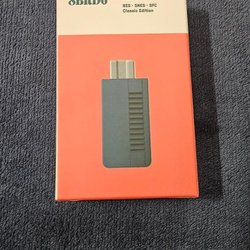 8BitDo
NES · SNES · SFC
Classic Edition